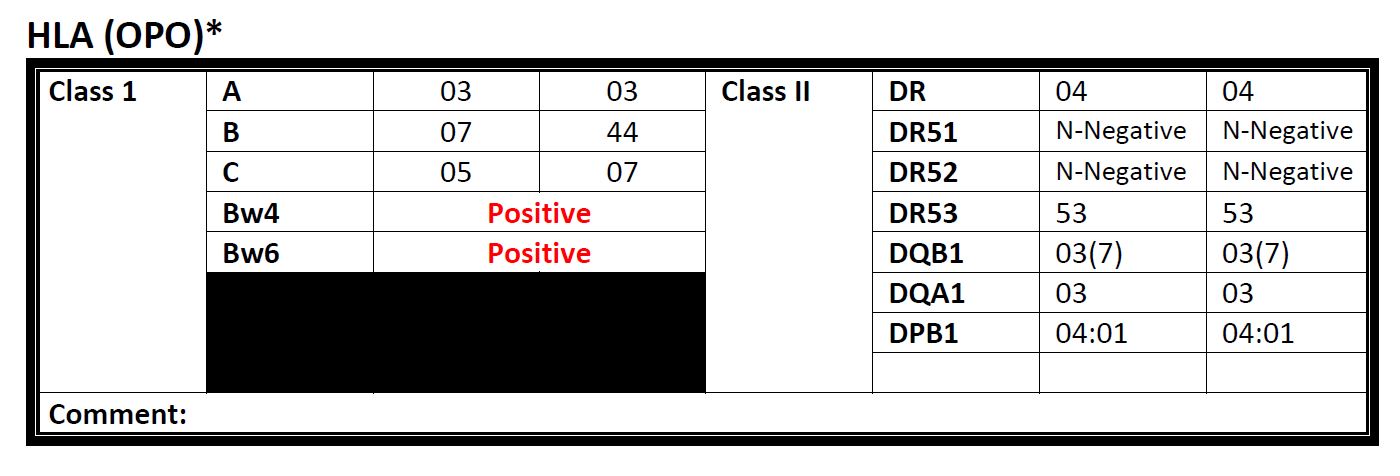 HLA (OPO)*
Class 1 A 03 03 Class II DR 04 04
B 07 44 DR51 N-Negative N-Negative
C 05 07 DR52 N-Negative N-Negative
Bw4 Positive DR53 53 53
Bw6 Positive DQB1 03(7) 03(7)
DQA1 03 03
DPB1 04:01 04:01
Comment: